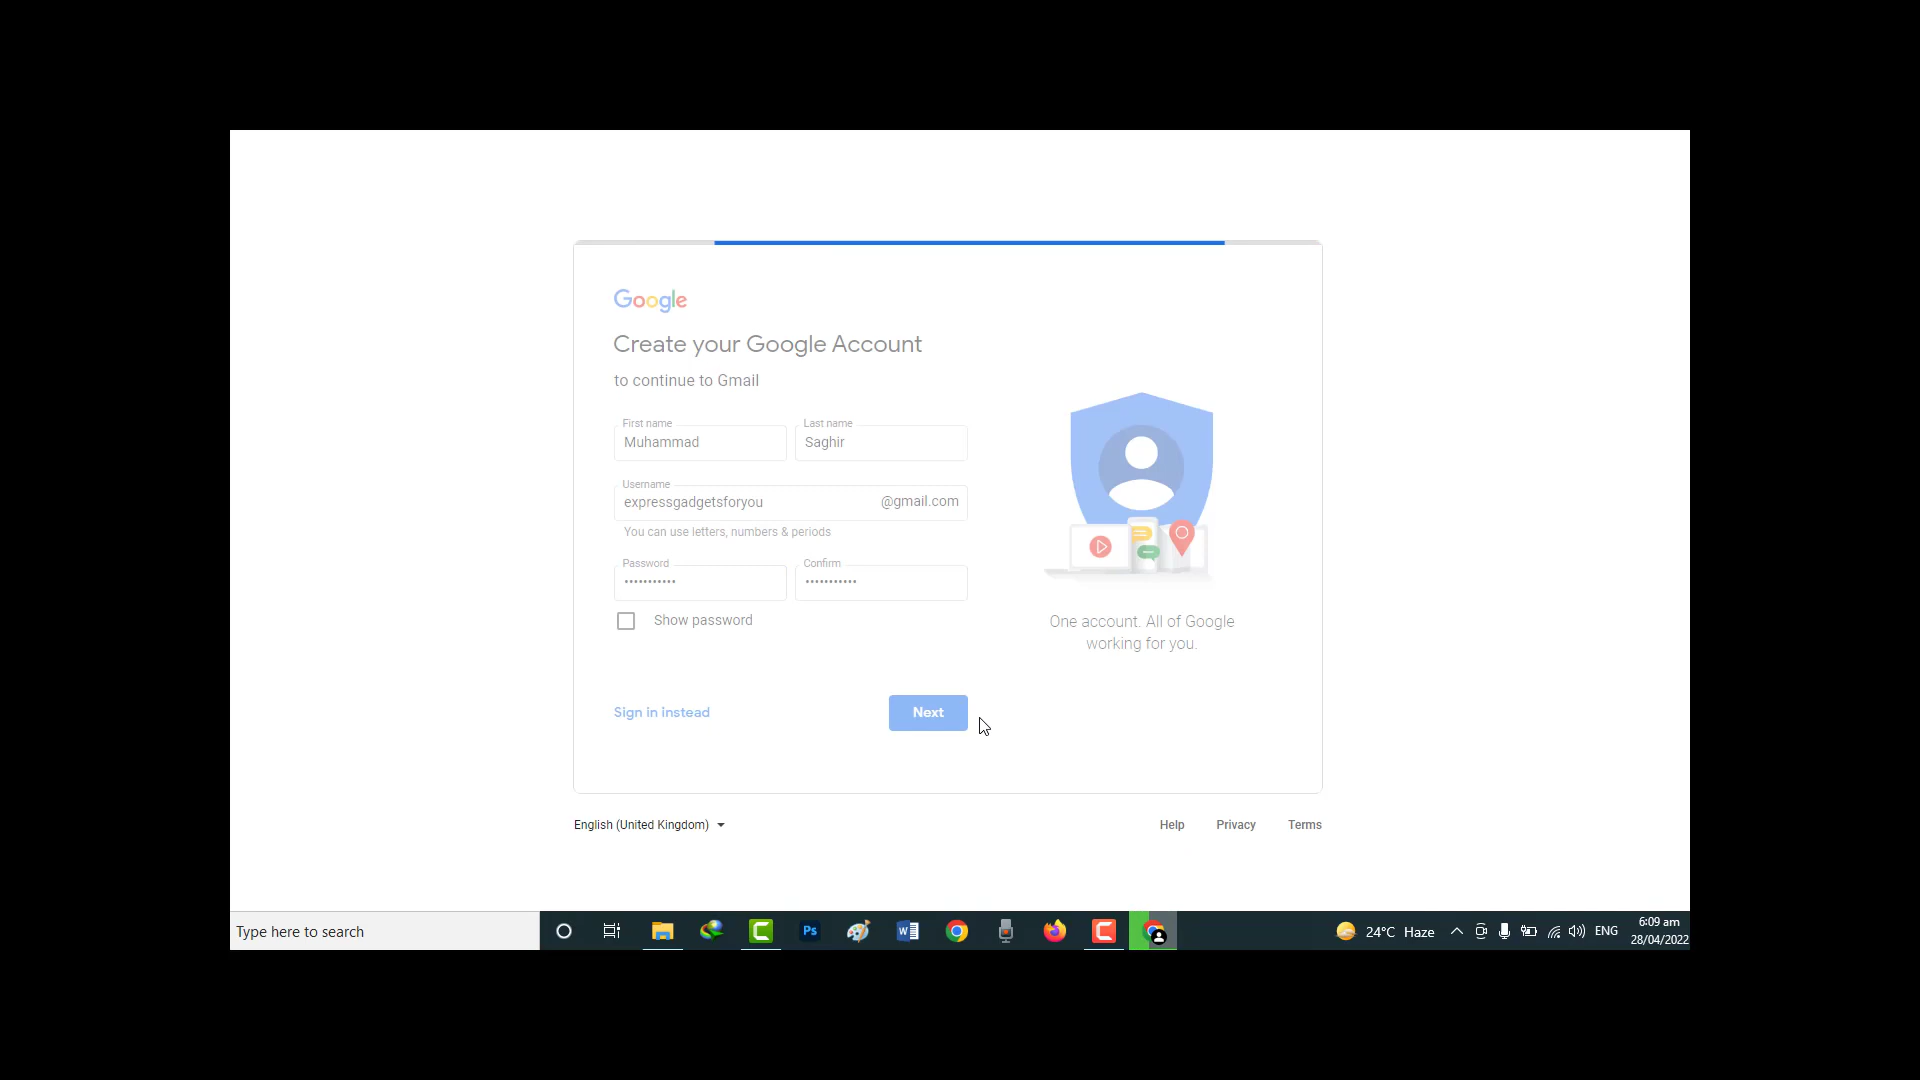 Google
Create your Google Account
to continue to Gmail
First name
Last name
Muhammad
Saghir
Username
expressgadgetsforyou
@gmail.com
You can use letters, numbers & periods
Password
Confirm
•••••••••••
•••••••••••
Show password
One account. All of Google
working for you.
Sign in instead
Next
English (United Kingdom)
Help
Privacy
Terms
Type here to search
Ps
W
24°C Haze
ENG
6:09 am
28/04/2022